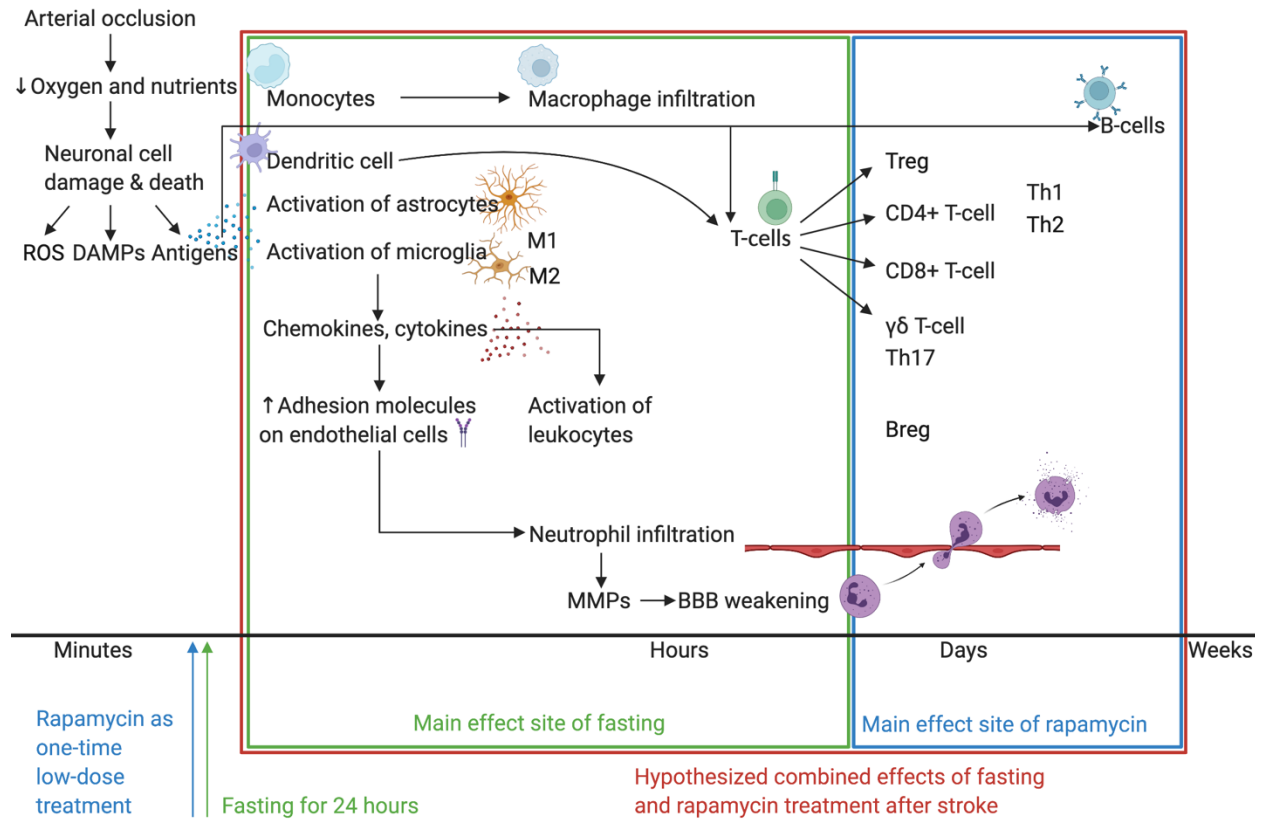 Arterial occlusion
↓Oxygen and nutrients
Neuronal cell
damage & death
ROS DAMPs Antigens
Monocytes
Macrophage infiltration
B-cells
Dendritic cell
Activation of astrocytes
Activation of microglia
M1
M2
T-cells
Treg
CD4+ T-cell
Th1
Th2
CD8+ T-cell
γδ T-cell
Th17
Breg
Chemokines, cytokines
↑Adhesion molecules
on endothelial cells
Activation of
leukocytes
Neutrophil infiltration
MMPs
BBB weakening
Minutes
Hours
Days
Weeks
Rapamycin as
one-time
low-dose
treatment
Fasting for 24 hours
Main effect site of fasting
Main effect site of rapamycin
Hypothesized combined effects of fasting
and rapamycin treatment after stroke